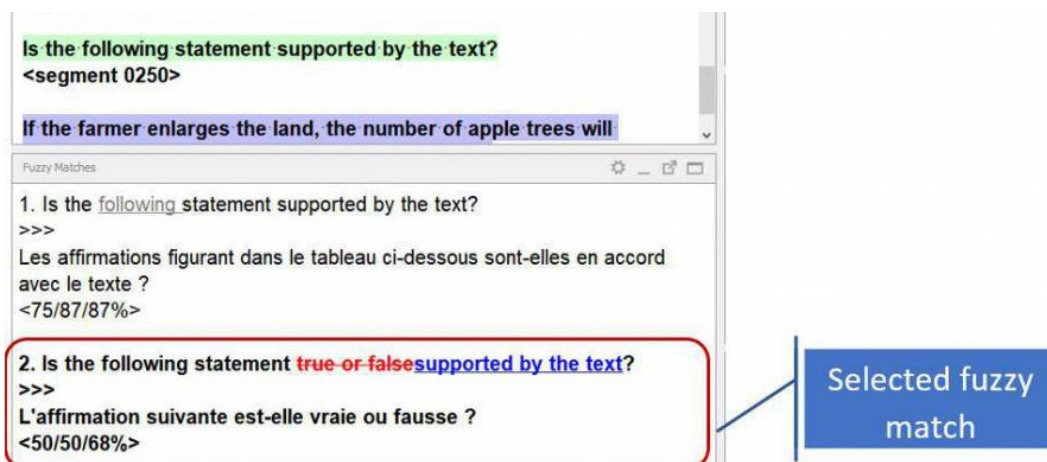 Is the following statement supported by the text?
<segment 0250>
If the farmer enlarges the land, the number of apple trees will
Fuzzy Matches
1. Is the following statement supported by the text?
>>>
Les affirmations figurant dans le tableau ci-dessous sont-elles en accord
avec le texte ?
<75/87/87%>
2. Is the following statement true or falsesupported by the text?
>>>
L'affirmation suivante est-elle vraie ou fausse ?
<50/50/68%>
Selected fuzzy
match